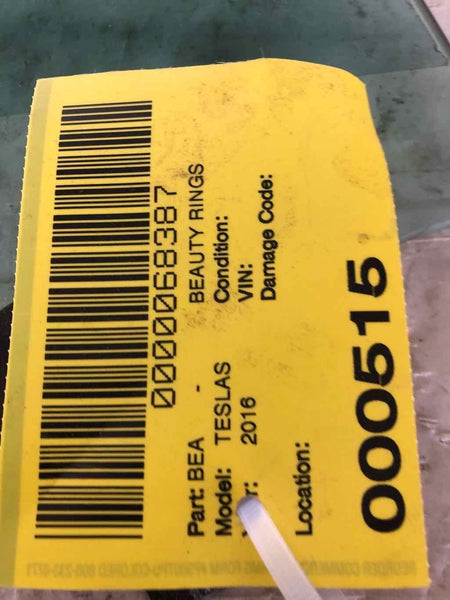 0000068387
Part: BEA - BEAUTY RINGS
Model: TESLAS Condition:
r: 2016 VIN:
Damage Code:
Location:
000515